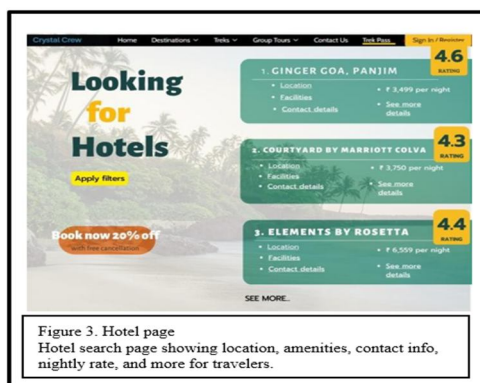 Crystal Crew Home Destinations Treks Group Tours Contact Us Trek Pass Sign In / Register
4.6
RATING
Looking
for
Hotels
Apply filters
Book now 20% off
with free cancellation
1. GINGER GOA, PANJIM
Location
Facilities
Contact details
₹ 3,499 per night
See more
details
4.3
RATING
2. COURTYARD BY MARRIOTT COLVA
Location
Facilities
Contact details
₹ 3,750 per night
See more
details
4.4
RATING
3. ELEMENTS BY ROSETTA
Location
Facilities
Contact details
₹ 6,559 per night
See more
details
SEE MORE..
Figure 3. Hotel page
Hotel search page showing location, amenities, contact info,
nightly rate, and more for travelers.